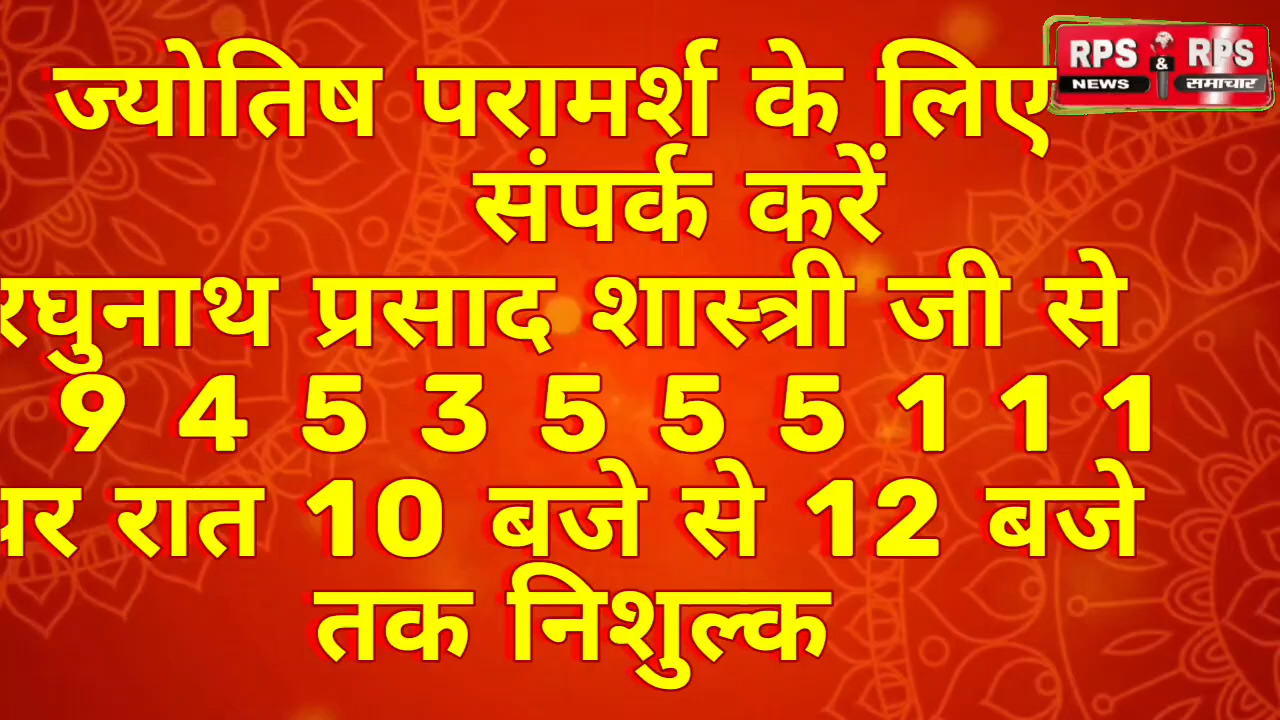 ज्योतिष परामर्श के लिए
संपर्क करें
रघुनाथ प्रसाद शास्त्री जी से
9 4 5 3 5 5 5 1 1 1
पर रात 10 बजे से 12 बजे
तक निशुल्क
RPS & RPS
NEWS समाचार